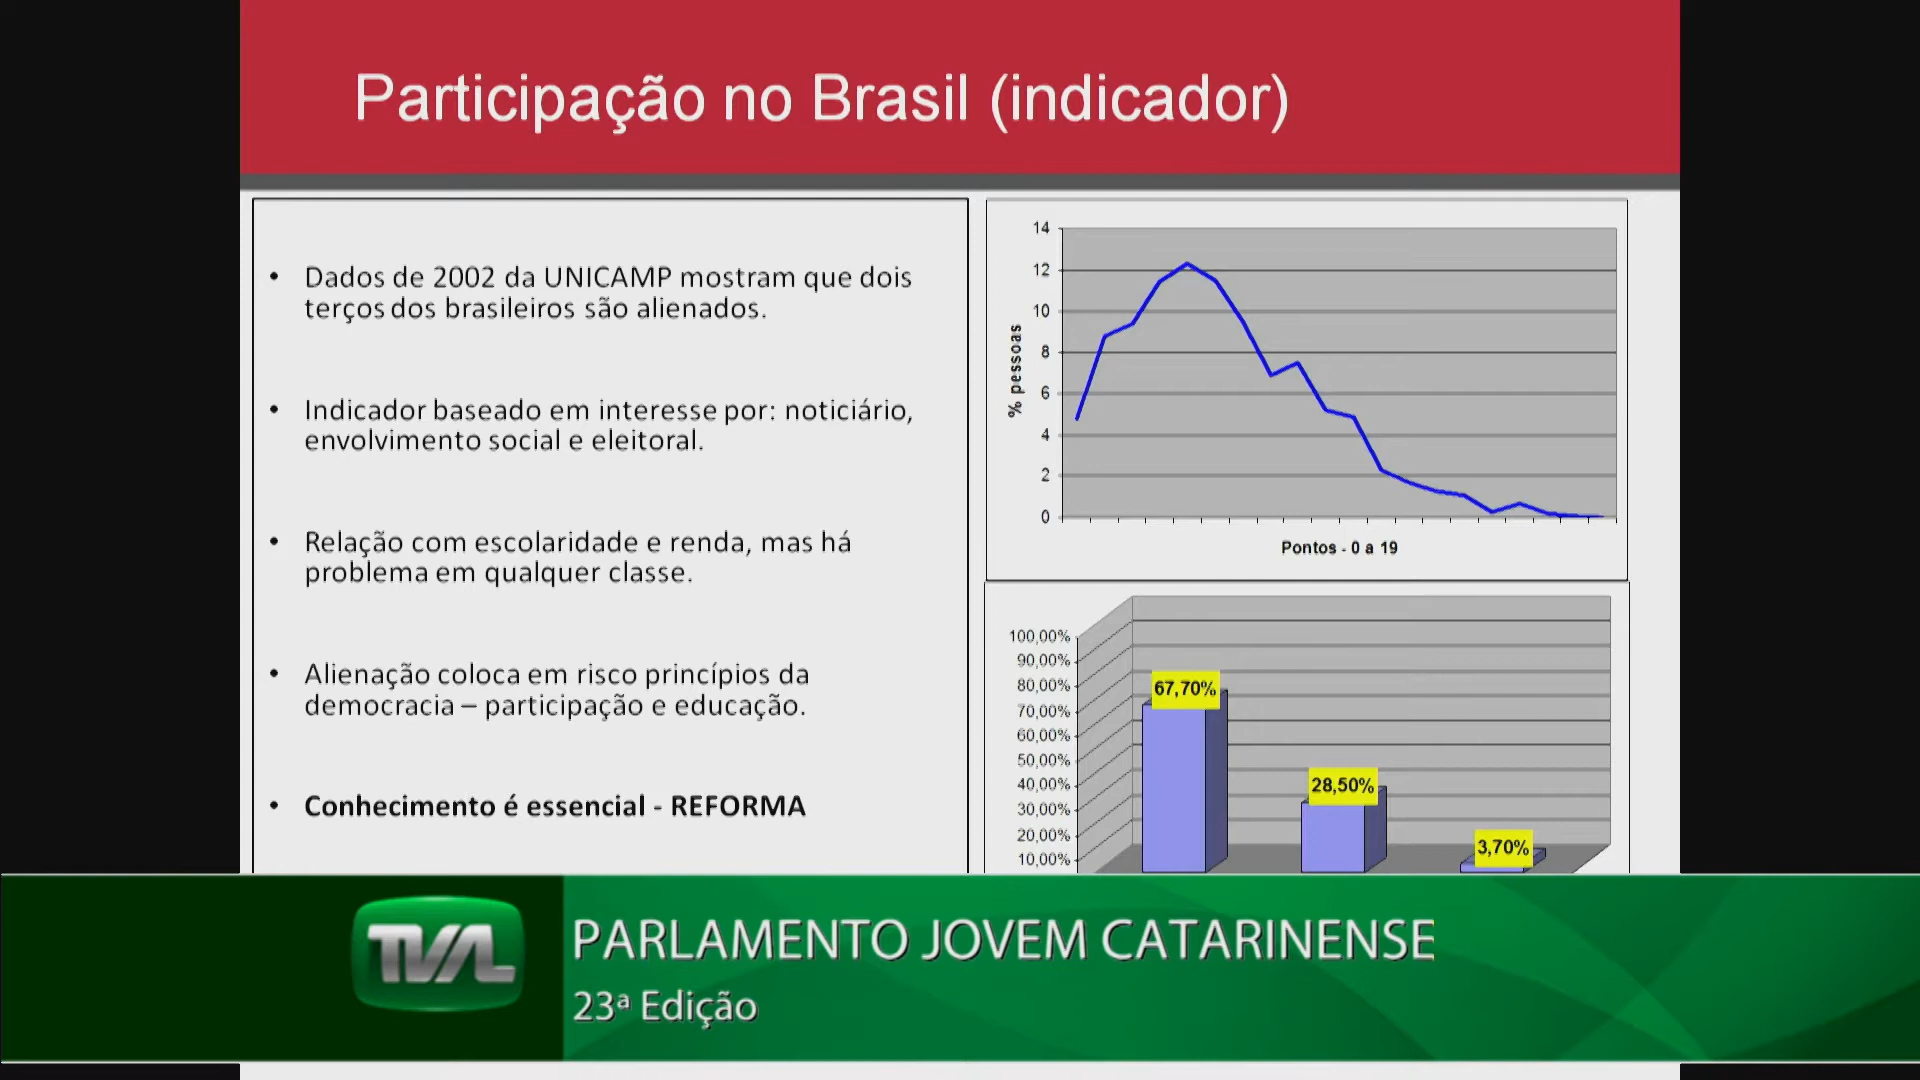 Participação no Brasil (indicador)
• Dados de 2002 da UNICAMP mostram que dois
terços dos brasileiros são alienados.
• Indicador baseado em interesse por: noticiário,
envolvimento social e eleitoral.
• Relação com escolaridade e renda, mas há
problema em qualquer classe.
• Alienação coloca em risco princípios da
democracia – participação e educação.
• Conhecimento é essencial - REFORMA
14
12
10
8
6
4
2
0
% pessoas
Pontos - 0 a 19
100,00%
90,00%
80,00%
70,00%
60,00%
50,00%
40,00%
30,00%
20,00%
10,00%
67,70%
28,50%
3,70%
TVAL
PARLAMENTO JOVEM CATARINENSE
23ª Edição